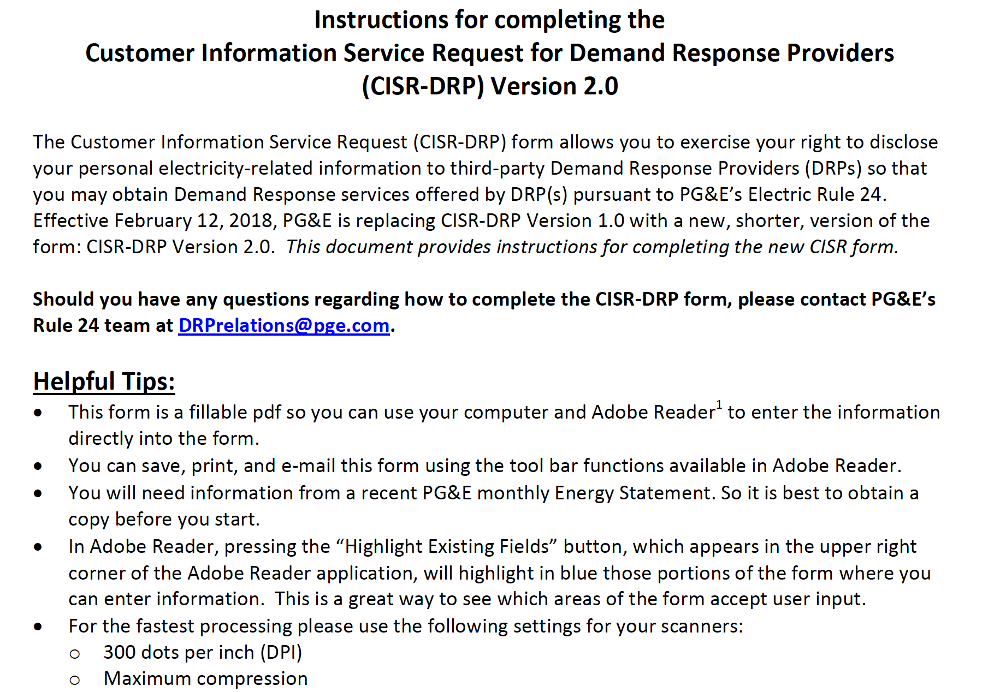 Instructions for completing the
Customer Information Service Request for Demand Response Providers
(CISR-DRP) Version 2.0
The Customer Information Service Request (CISR-DRP) form allows you to exercise your right to disclose
your personal electricity-related information to third-party Demand Response Providers (DRPs) so that
you may obtain Demand Response services offered by DRP(s) pursuant to PG&E’s Electric Rule 24.
Effective February 12, 2018, PG&E is replacing CISR-DRP Version 1.0 with a new, shorter, version of the
form: CISR-DRP Version 2.0.  This document provides instructions for completing the new CISR form.
Should you have any questions regarding how to complete the CISR-DRP form, please contact PG&E’s
Rule 24 team at DRPrelations@pge.com.
Helpful Tips:
• This form is a fillable pdf so you can use your computer and Adobe Reader¹ to enter the information
directly into the form.
• You can save, print, and e-mail this form using the tool bar functions available in Adobe Reader.
• You will need information from a recent PG&E monthly Energy Statement. So it is best to obtain a
copy before you start.
• In Adobe Reader, pressing the “Highlight Existing Fields” button, which appears in the upper right
corner of the Adobe Reader application, will highlight in blue those portions of the form where you
can enter information.  This is a great way to see which areas of the form accept user input.
• For the fastest processing please use the following settings for your scanners:
o 300 dots per inch (DPI)
o Maximum compression